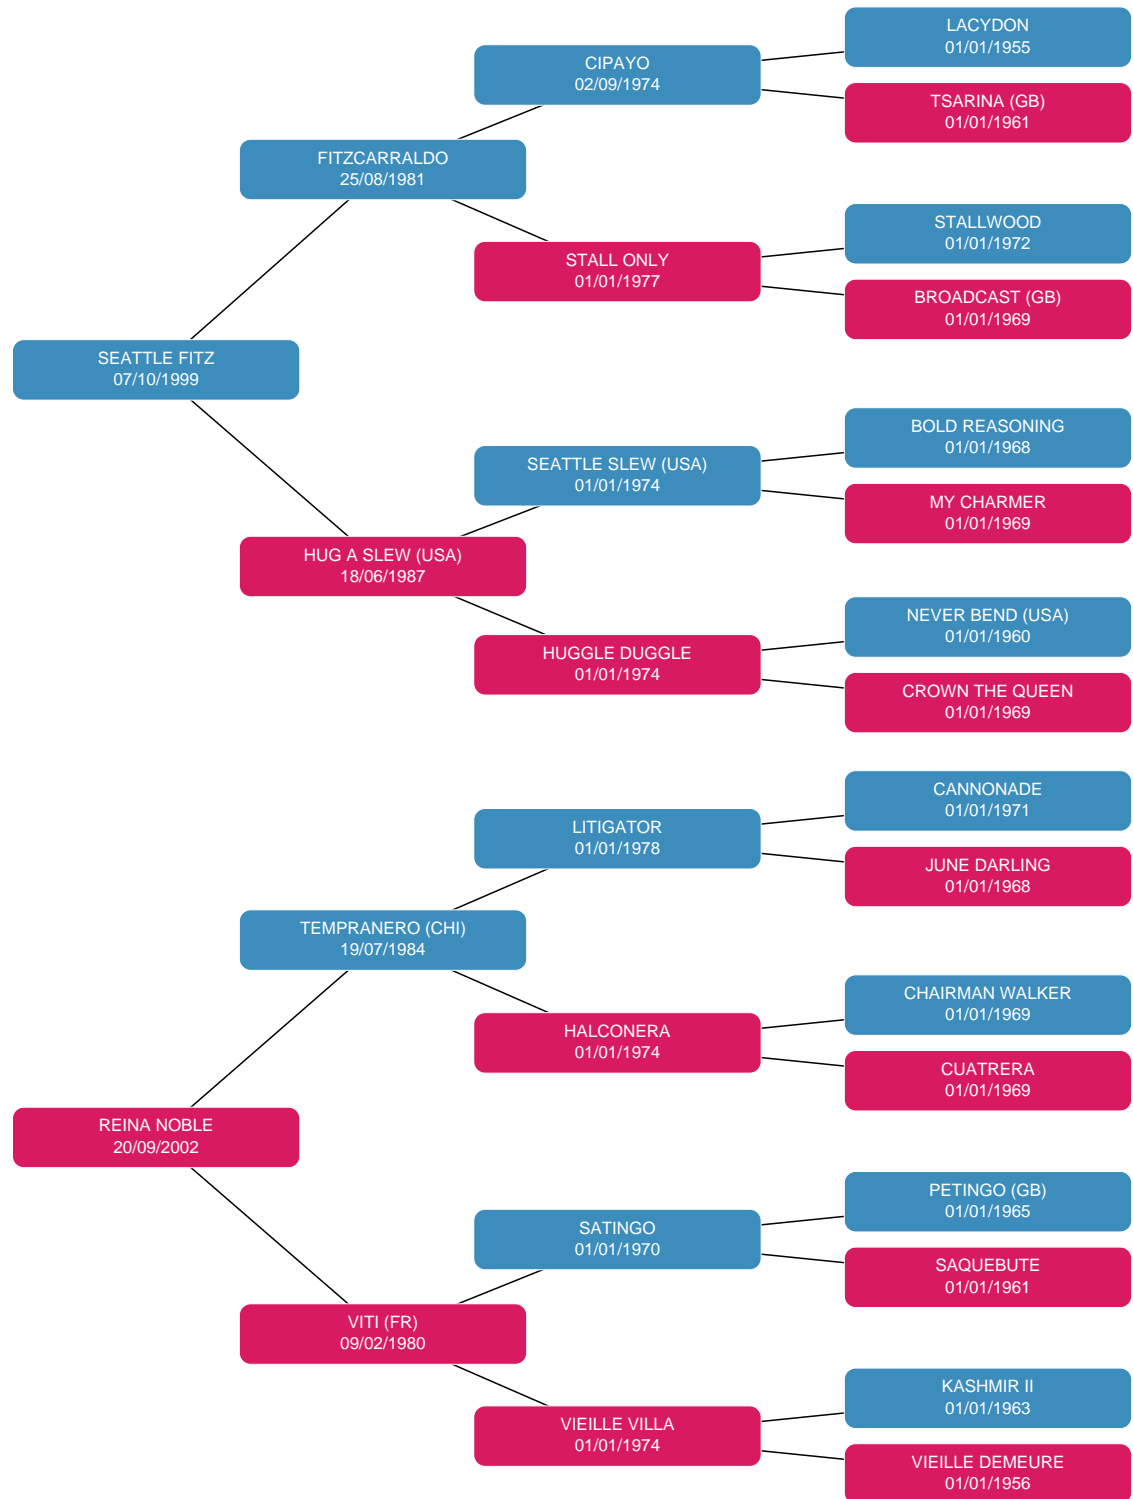 LACYDON
01/01/1955
CIPAYO
02/09/1974
TSARINA (GB)
01/01/1961
FITZCARRALDO
25/08/1981
STALLWOOD
01/01/1972
STALL ONLY
01/01/1977
BROADCAST (GB)
01/01/1969
SEATTLE FITZ
07/10/1999
BOLD REASONING
01/01/1968
SEATTLE SLEW (USA)
01/01/1974
MY CHARMER
01/01/1969
HUG A SLEW (USA)
18/06/1987
NEVER BEND (USA)
01/01/1960
HUGGLE DUGGLE
01/01/1974
CROWN THE QUEEN
01/01/1969
CANNONADE
01/01/1971
LITIGATOR
01/01/1978
JUNE DARLING
01/01/1968
TEMPRANERO (CHI)
19/07/1984
CHAIRMAN WALKER
01/01/1969
HALCONERA
01/01/1974
CUATRERA
01/01/1969
REINA NOBLE
20/09/2002
PETINGO (GB)
01/01/1965
SATINGO
01/01/1970
SAQUEBUTE
01/01/1961
VITI (FR)
09/02/1980
KASHMIR II
01/01/1963
VIEILLE VILLA
01/01/1974
VIEILLE DEMEURE
01/01/1956